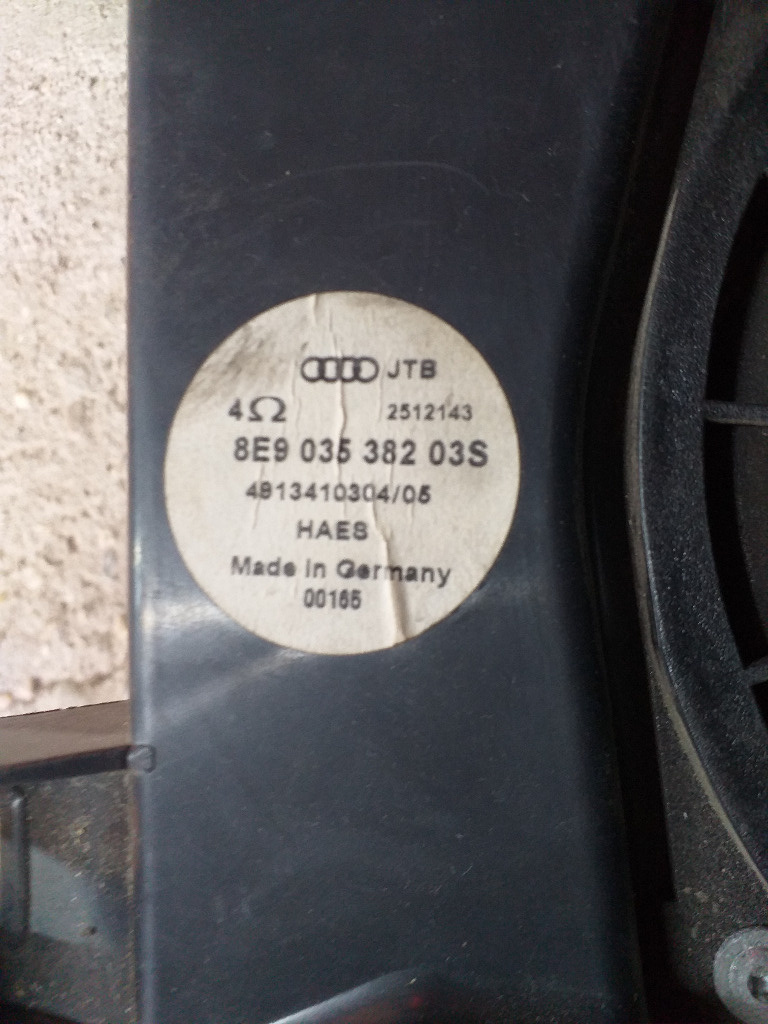 JTB
4Ω 2512143
8E9 035 382 03S
4913410304/05
HAES
Made in Germany
00165